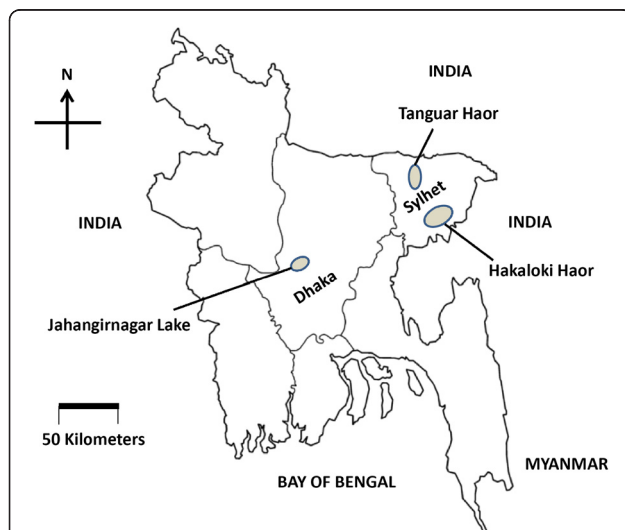 INDIA
N
Tanguar Haor
Sylhet
INDIA
INDIA
Hakaloki Haor
Dhaka
Jahangirnagar Lake
50 Kilometers
MYANMAR
BAY OF BENGAL